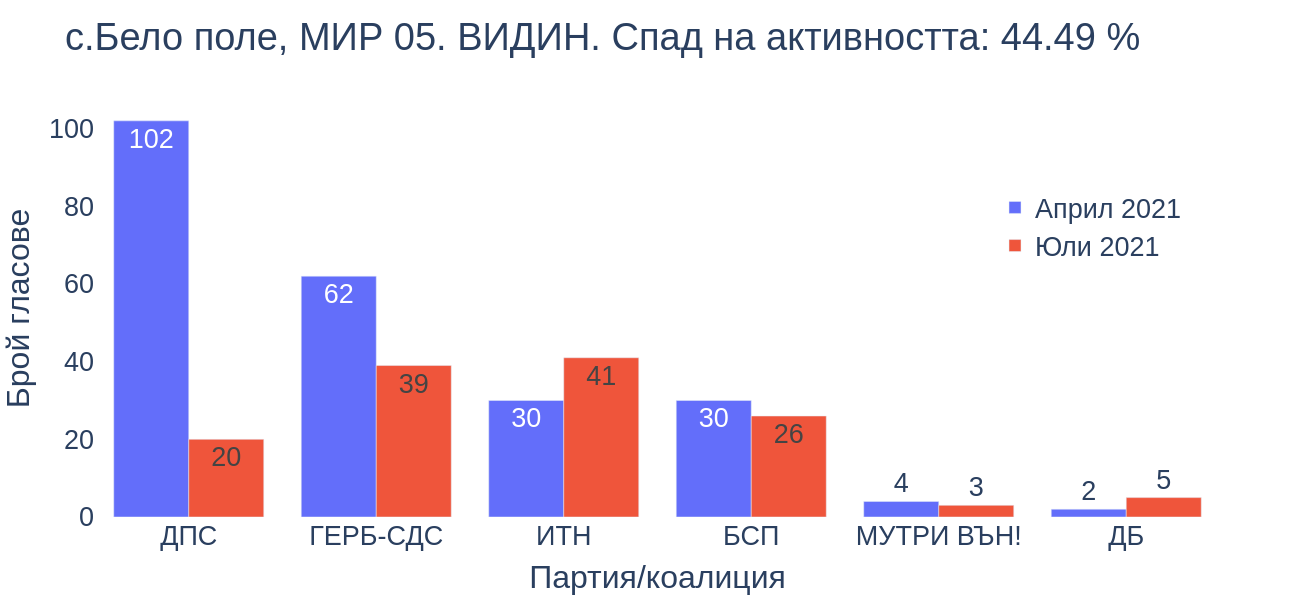 с.Бело поле, МИР 05. ВИДИН. Спад на активността: 44.49 %
Брой гласове
100
80
60
40
20
0
102
20
62
39
30
41
30
26
4
3
2
5
Април 2021
Юли 2021
ДПС
ГЕРБ-СДС
ИТН
БСП
МУТРИ ВЪН!
ДБ
Партия/коалиция